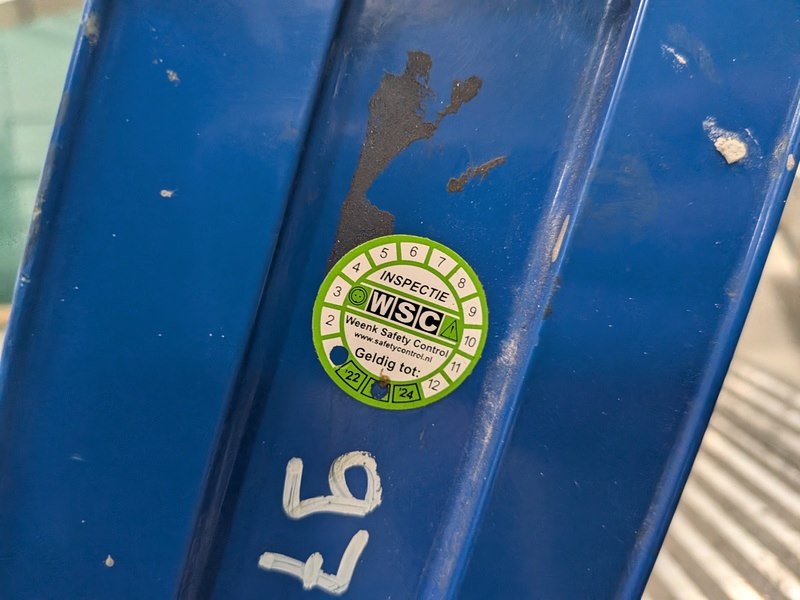 4 5 6 7 8
3 9
2 10
11
12
INSPECTIE
WSC
Weenk Safety Control
www.safetycontrol.nl
Geldig tot:
'22 '24